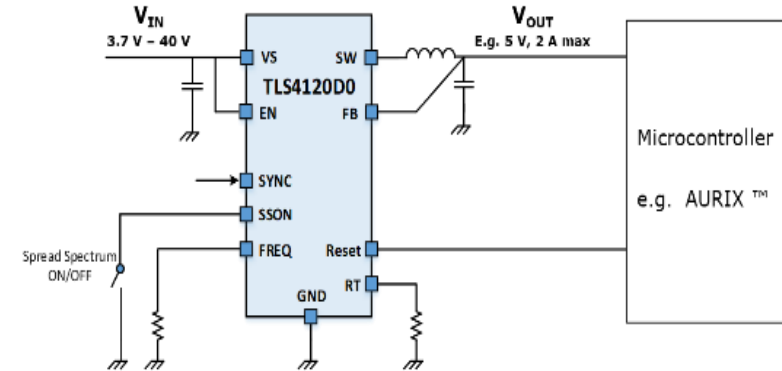 VIN
3.7 V – 40 V
VOUT
E.g. 5 V, 2 A max
VS
SW
TLS4120D0
EN
FB
Microcontroller
e.g. AURIX ™
SYNC
SSON
FREQ
Reset
Spread Spectrum
ON/OFF
RT
GND